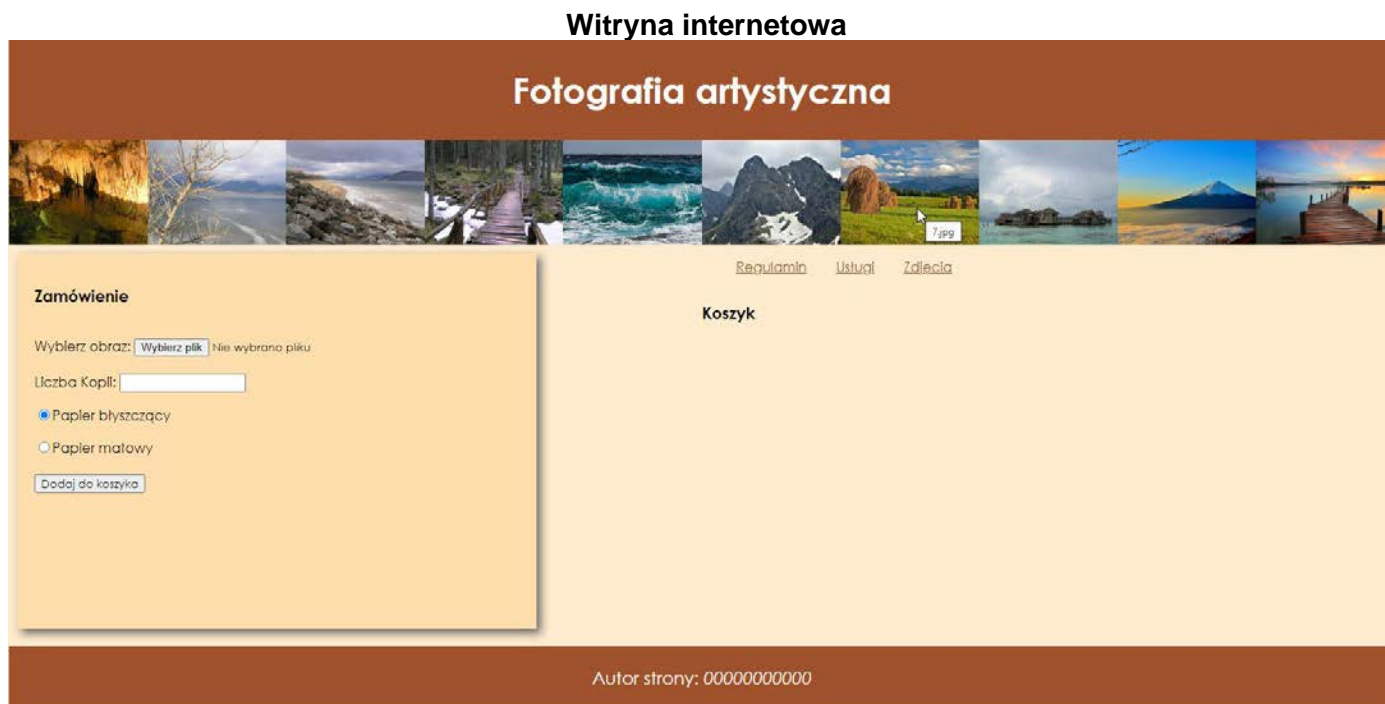 Witryna internetowa
Fotografia artystyczna
7.jpg
Regulamin Usługi Zdjęcia
Zamówienie
Koszyk
Wybierz obraz: Wybierz plik Nie wybrano pliku
Liczba Kopii:
Papier błyszczący
Papier matowy
Dodaj do koszyka
Autor strony: 00000000000